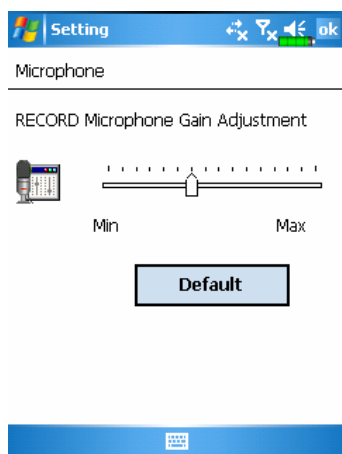 Setting ok
Microphone
RECORD Microphone Gain Adjustment
Min Max
Default